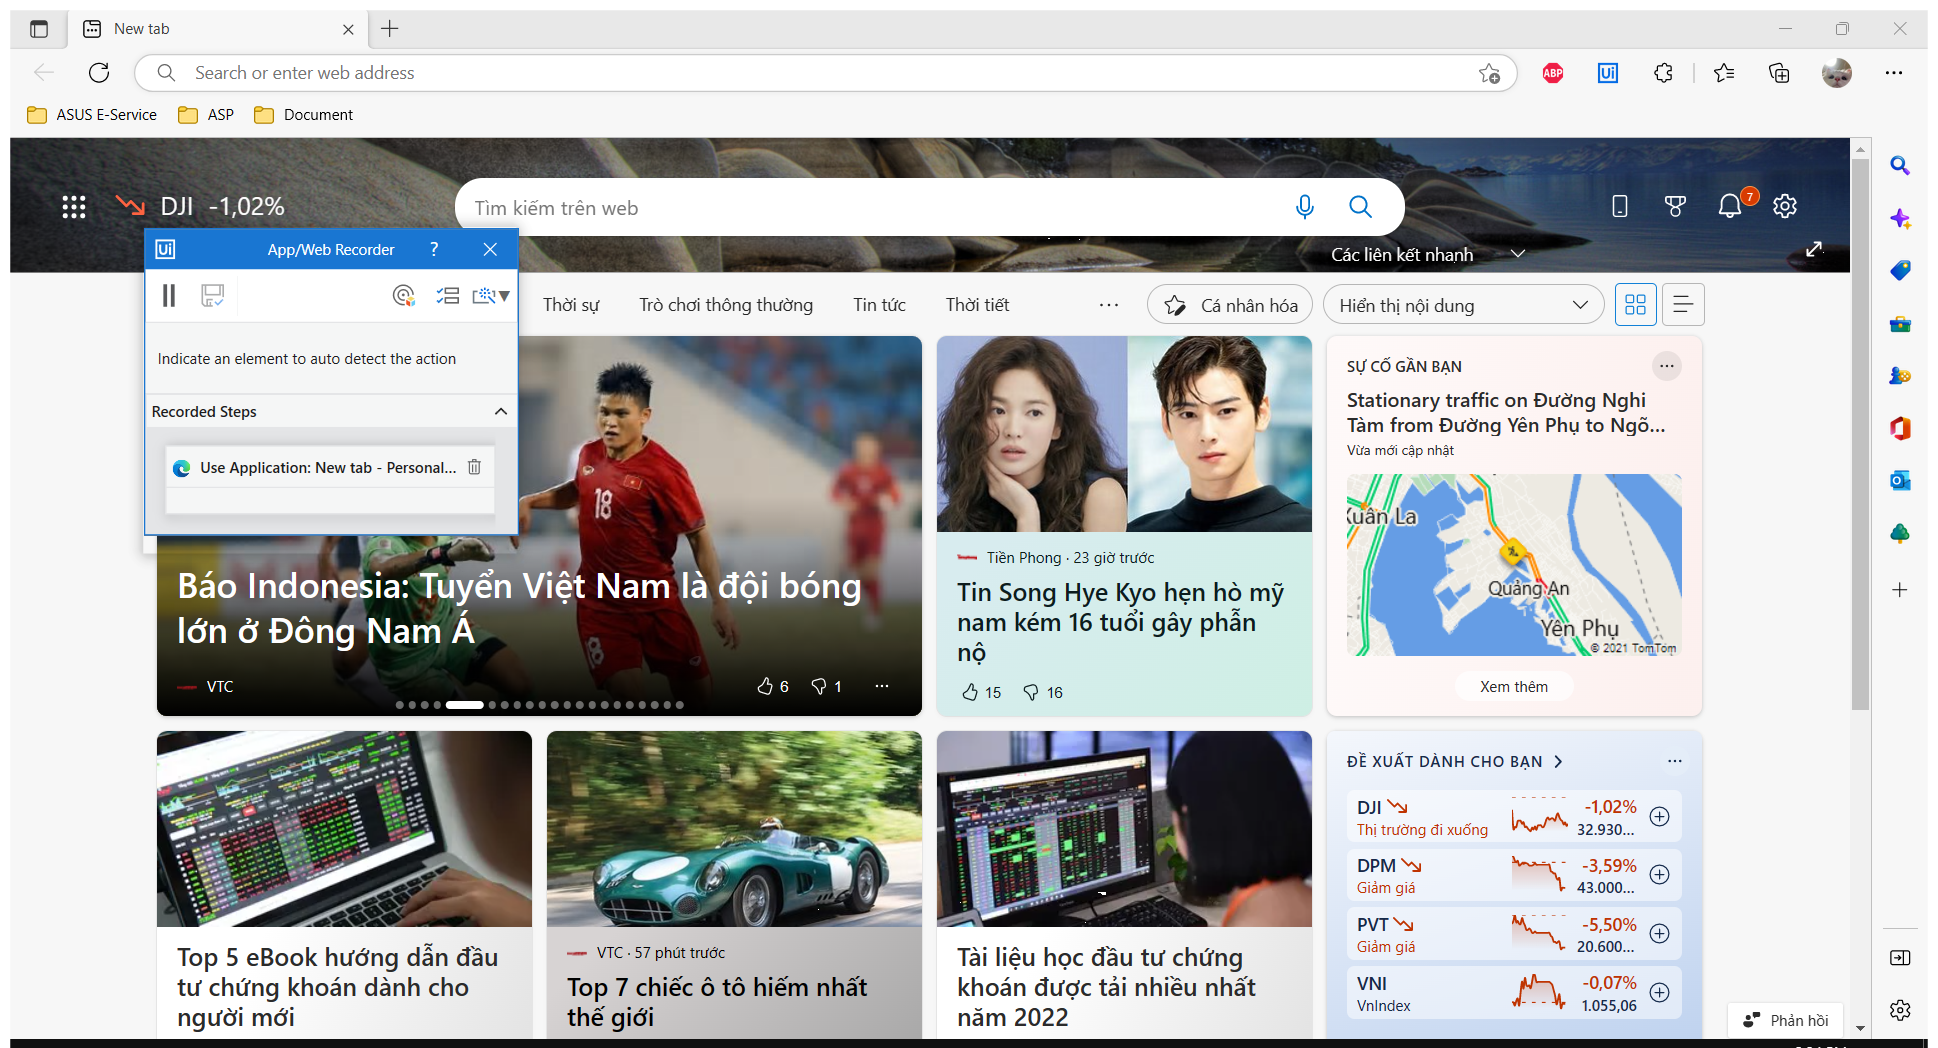 New tab
Search or enter web address
ABP
Ui
ASUS E-Service
ASP
Document
DJI -1,02%
Tìm kiếm trên web
7
Các liên kết nhanh
Ui
App/Web Recorder
?
Indicate an element to auto detect the action
Recorded Steps
Use Application: New tab - Personal...
Thời sự
Trò chơi thông thường
Tin tức
Thời tiết
Cá nhân hóa
Hiển thị nội dung
18
18
Báo Indonesia: Tuyển Việt Nam là đội bóng
lớn ở Đông Nam Á
VTC
6
1
Tiền Phong · 23 giờ trước
Tin Song Hye Kyo hẹn hò mỹ
nam kém 16 tuổi gây phẫn
nộ
15
16
SỰ CỐ GẦN BẠN
Stationary traffic on Đường Nghi
Tàm from Đường Yên Phụ to Ngõ...
Vừa mới cập nhật
Xuân La
Quảng An
Yên Phụ
© 2021 TomTom
Xem thêm
Top 5 eBook hướng dẫn đầu
tư chứng khoán dành cho
người mới
VTC · 57 phút trước
Top 7 chiếc ô tô hiếm nhất
thế giới
Tài liệu học đầu tư chứng
khoán được tải nhiều nhất
năm 2022
ĐỀ XUẤT DÀNH CHO BẠN
DJI
-1,02%
Thị trường đi xuống
32.930...
DPM
-3,59%
Giảm giá
43.000...
PVT
-5,50%
Giảm giá
20.600...
VNI
-0,07%
VnIndex
1.055,06
Phản hồi